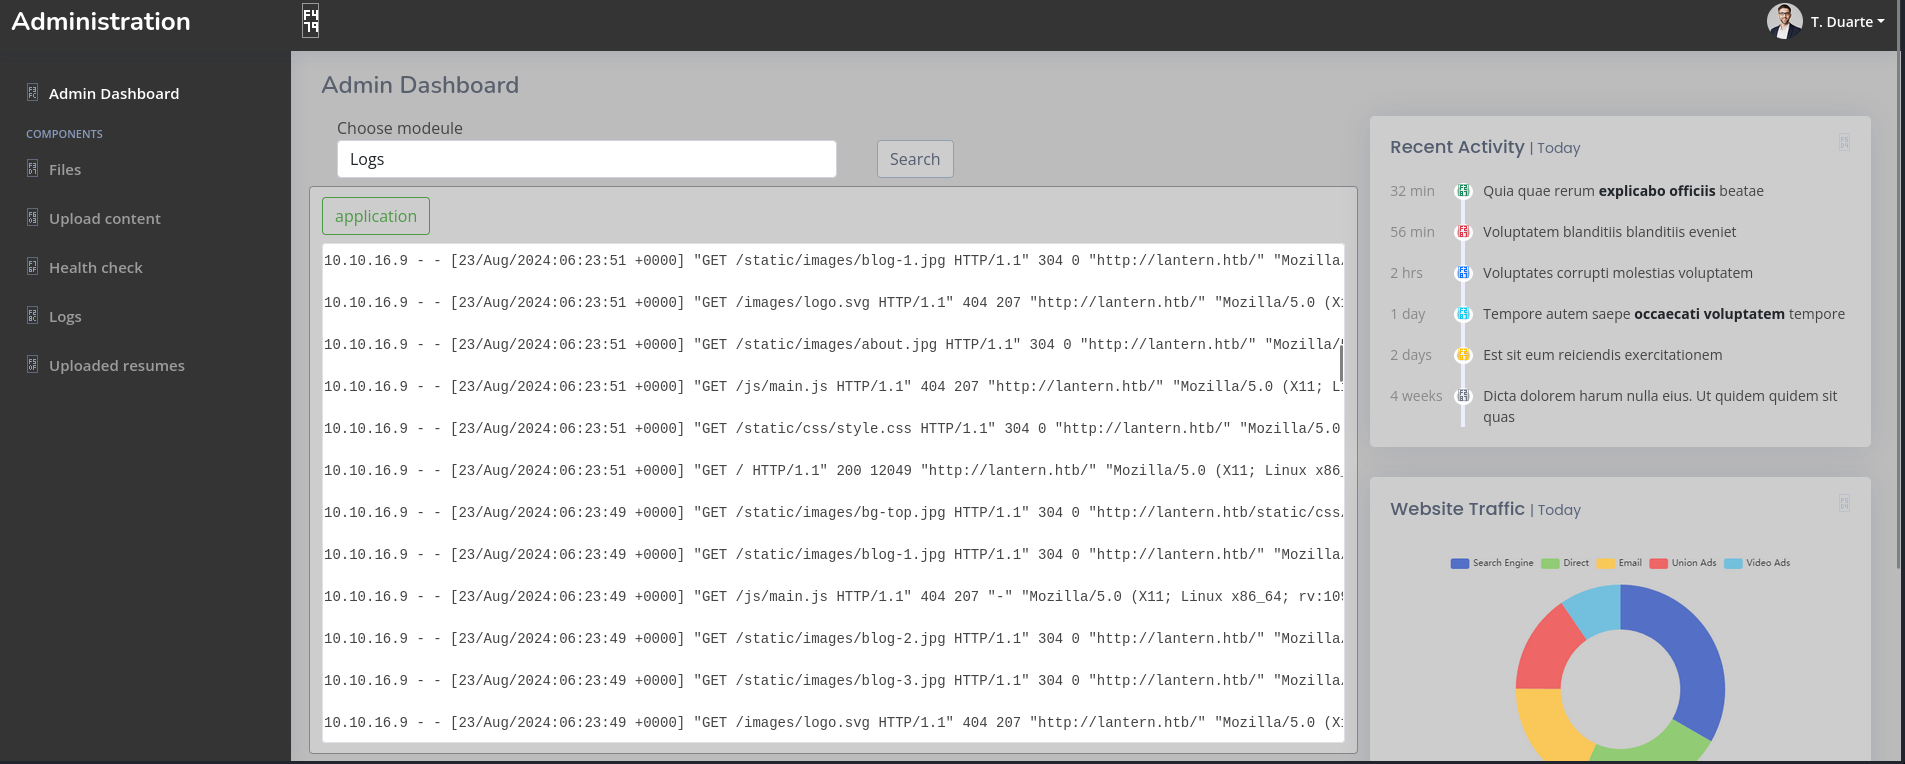 Administration
T. Duarte
Admin Dashboard
COMPONENTS
Files
Upload content
Health check
Logs
Uploaded resumes
Admin Dashboard
Choose modeule
Logs
Search
application
10.10.16.9 - - [23/Aug/2024:06:23:51 +0000] "GET /static/images/blog-1.jpg HTTP/1.1" 304 0 "http://lantern.htb/" "Mozilla/
10.10.16.9 - - [23/Aug/2024:06:23:51 +0000] "GET /images/logo.svg HTTP/1.1" 404 207 "http://lantern.htb/" "Mozilla/5.0 (X
10.10.16.9 - - [23/Aug/2024:06:23:51 +0000] "GET /static/images/about.jpg HTTP/1.1" 304 0 "http://lantern.htb/" "Mozilla/
10.10.16.9 - - [23/Aug/2024:06:23:51 +0000] "GET /js/main.js HTTP/1.1" 404 207 "http://lantern.htb/" "Mozilla/5.0 (X11; L
10.10.16.9 - - [23/Aug/2024:06:23:51 +0000] "GET /static/css/style.css HTTP/1.1" 304 0 "http://lantern.htb/" "Mozilla/5.0
10.10.16.9 - - [23/Aug/2024:06:23:51 +0000] "GET / HTTP/1.1" 200 12049 "http://lantern.htb/" "Mozilla/5.0 (X11; Linux x86_
10.10.16.9 - - [23/Aug/2024:06:23:49 +0000] "GET /static/images/bg-top.jpg HTTP/1.1" 304 0 "http://lantern.htb/static/css/
10.10.16.9 - - [23/Aug/2024:06:23:49 +0000] "GET /static/images/blog-1.jpg HTTP/1.1" 304 0 "http://lantern.htb/" "Mozilla/
10.10.16.9 - - [23/Aug/2024:06:23:49 +0000] "GET /js/main.js HTTP/1.1" 404 207 "-" "Mozilla/5.0 (X11; Linux x86_64; rv:109
10.10.16.9 - - [23/Aug/2024:06:23:49 +0000] "GET /static/images/blog-2.jpg HTTP/1.1" 304 0 "http://lantern.htb/" "Mozilla/
10.10.16.9 - - [23/Aug/2024:06:23:49 +0000] "GET /static/images/blog-3.jpg HTTP/1.1" 304 0 "http://lantern.htb/" "Mozilla/
10.10.16.9 - - [23/Aug/2024:06:23:49 +0000] "GET /images/logo.svg HTTP/1.1" 404 207 "http://lantern.htb/" "Mozilla/5.0 (X
Recent Activity | Today
32 min Quia quae rerum explicabo officiis beatae
56 min Voluptatem blanditiis blanditiis eveniet
2 hrs Voluptates corrupti molestias voluptatem
1 day Tempore autem saepe occaecati voluptatem tempore
2 days Est sit eum reiciendis exercitationem
4 weeks Dicta dolorem harum nulla eius. Ut quidem quidem sit
quas
Website Traffic | Today
Search Engine Direct Email Union Ads Video Ads